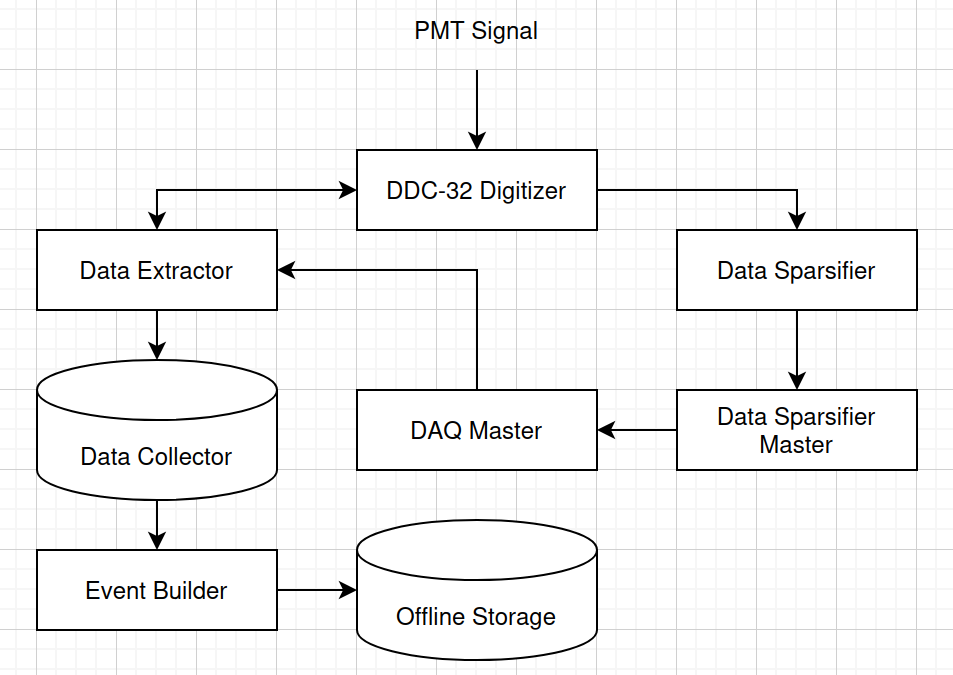 PMT Signal
DDC-32 Digitizer
Data Extractor
Data Sparsifier
DAQ Master
Data Sparsifier
Master
Data Collector
Event Builder
Offline Storage